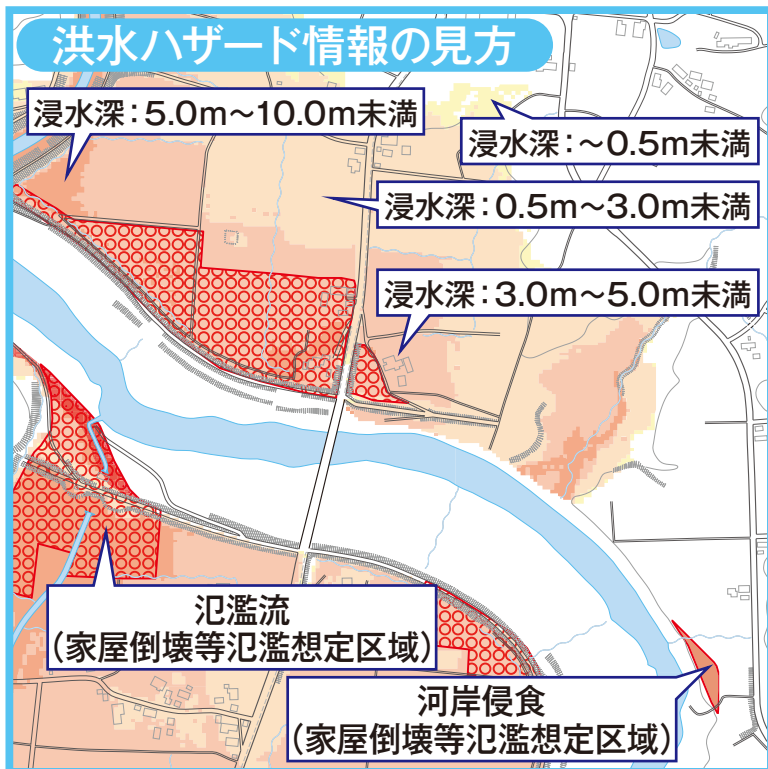 洪水ハザード情報の見方
浸水深：5.0m～10.0m未満
浸水深：～0.5m未満
浸水深：0.5m～3.0m未満
浸水深：3.0m～5.0m未満
氾濫流
（家屋倒壊等氾濫想定区域）
河岸侵食
（家屋倒壊等氾濫想定区域）